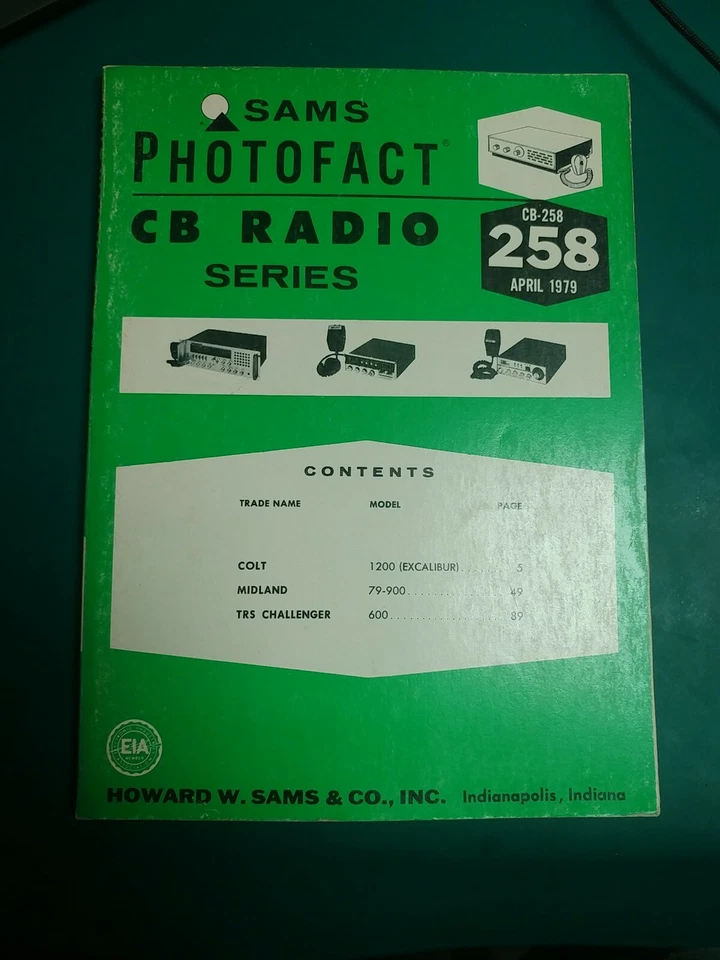 SAMS
PHOTOFACT®
CB RADIO
SERIES
CB-258
258
APRIL 1979
CONTENTS
TRADE NAME MODEL PAGE
COLT 1200 (EXCALIBUR) . . . . . . . . 5
MIDLAND 79-900 . . . . . . . . . . . . . . . . 49
TRS CHALLENGER 600 . . . . . . . . . . . . . . . . . . . 89
EIA
MEMBER
HOWARD W. SAMS & CO., INC. Indianapolis, Indiana